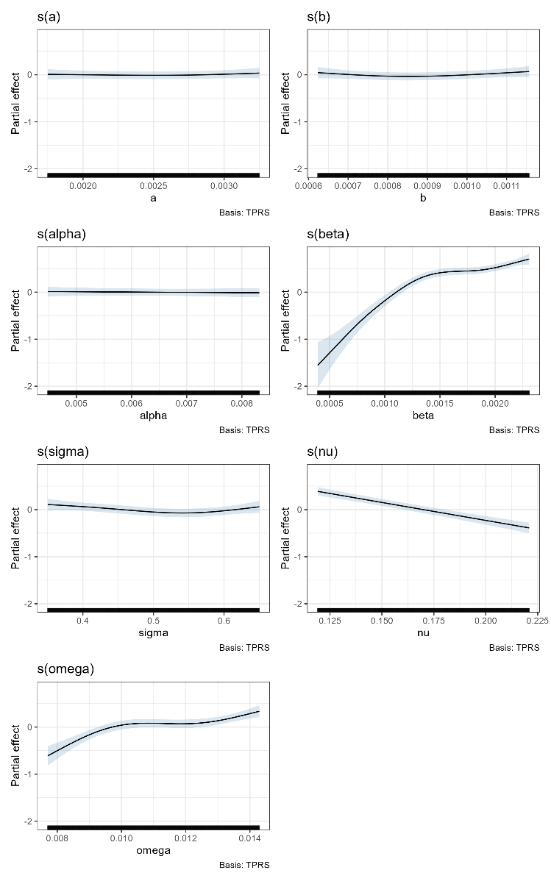 s(a)
Partial effect
0
-1
-2
0.0020
0.0025
0.0030
a
Basis: TPRS
s(b)
Partial effect
0
-1
-2
0.0006
0.0007
0.0008
0.0009
0.0010
0.0011
b
Basis: TPRS
s(alpha)
Partial effect
0
-1
-2
0.005
0.006
0.007
0.008
alpha
Basis: TPRS
s(beta)
Partial effect
0
-1
-2
0.0005
0.0010
0.0015
0.0020
beta
Basis: TPRS
s(sigma)
Partial effect
0
-1
-2
0.4
0.5
0.6
sigma
Basis: TPRS
s(nu)
Partial effect
0
-1
-2
0.125
0.150
0.175
0.200
0.225
nu
Basis: TPRS
s(omega)
Partial effect
0
-1
-2
0.008
0.010
0.012
0.014
omega
Basis: TPRS